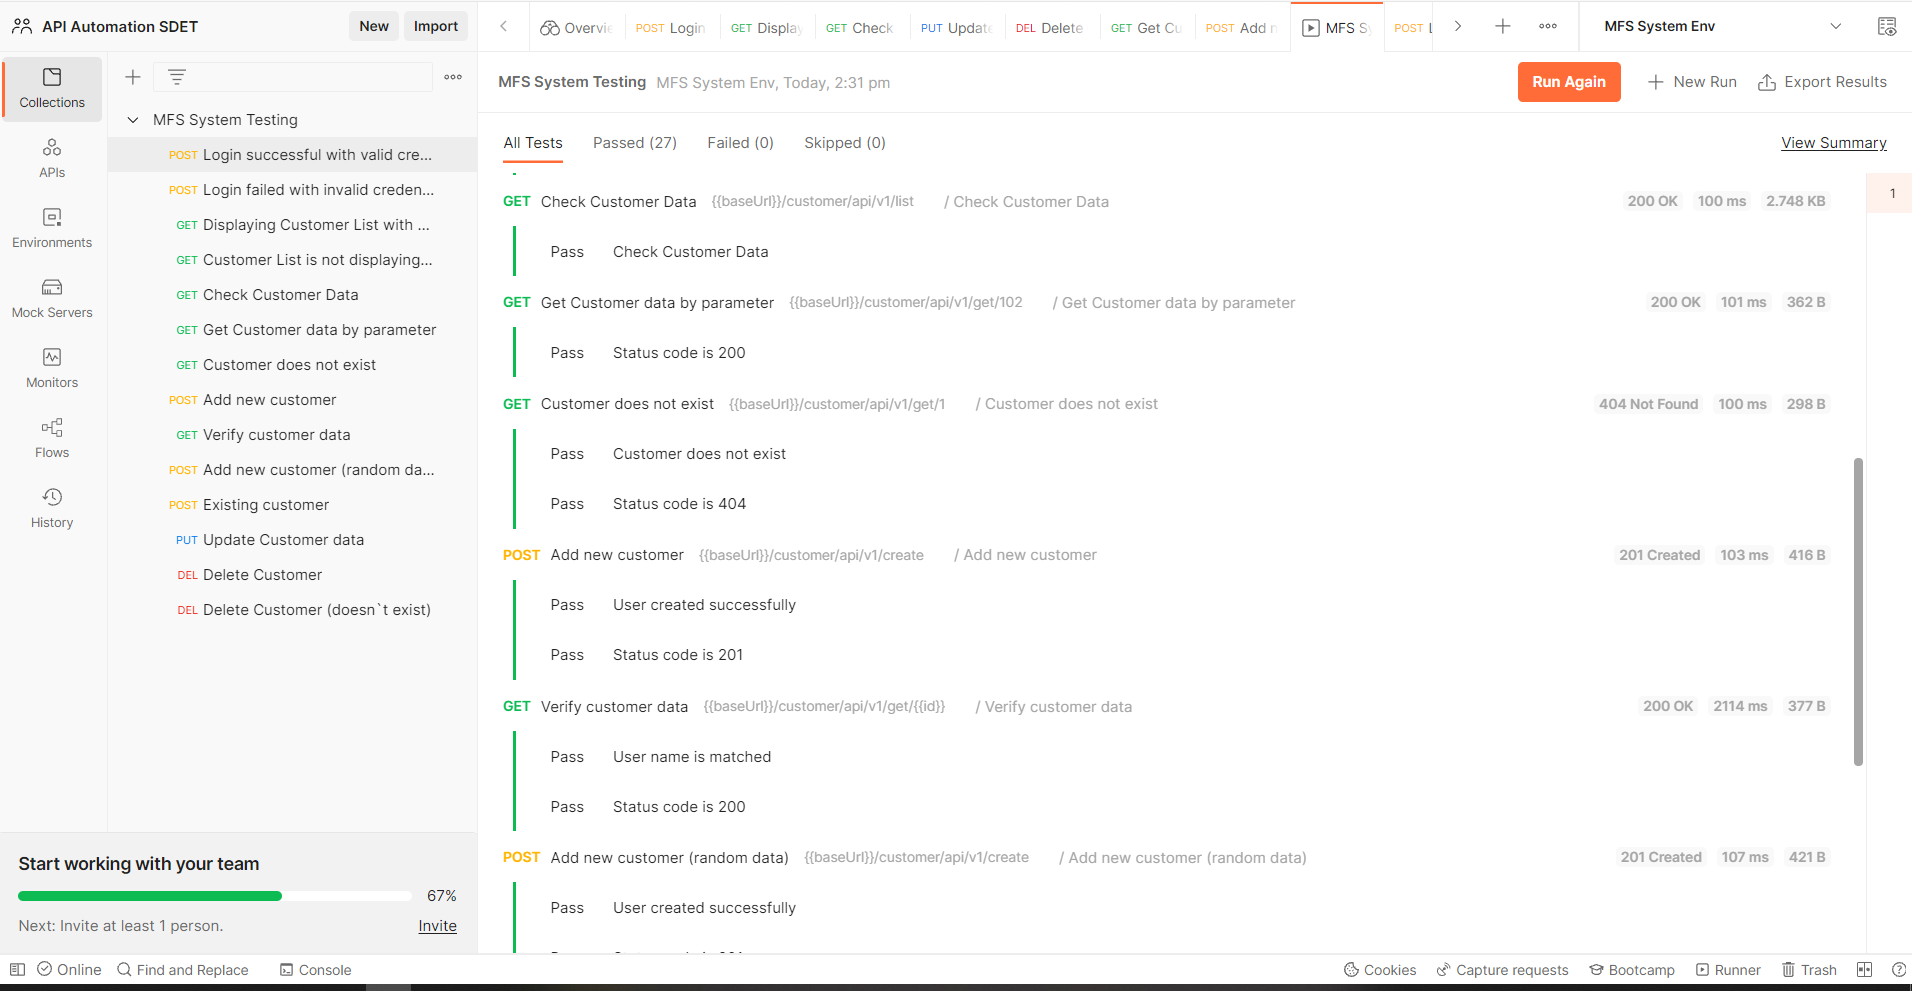 API Automation SDET
New
Import
Overvie
POST Login
GET Display
GET Check
PUT Update
DEL Delete
GET Get Cu
POST Add n
MFS Sy
POST L
MFS System Env
Collections
APIs
Environments
Mock Servers
Monitors
Flows
History
MFS System Testing
POST Login successful with valid cre...
POST Login failed with invalid creden...
GET Displaying Customer List with ...
GET Customer List is not displaying...
GET Check Customer Data
GET Get Customer data by parameter
GET Customer does not exist
POST Add new customer
GET Verify customer data
POST Add new customer (random da...
POST Existing customer
PUT Update Customer data
DEL Delete Customer
DEL Delete Customer (doesn`t exist)
Start working with your team
67%
Next: Invite at least 1 person.
Invite
MFS System Testing MFS System Env, Today, 2:31 pm
Run Again
New Run
Export Results
All Tests
Passed (27)
Failed (0)
Skipped (0)
View Summary
1
GET Check Customer Data {{baseUrl}}/customer/api/v1/list / Check Customer Data 200 OK 100 ms 2.748 KB
Pass Check Customer Data
GET Get Customer data by parameter {{baseUrl}}/customer/api/v1/get/102 / Get Customer data by parameter 200 OK 101 ms 362 B
Pass Status code is 200
GET Customer does not exist {{baseUrl}}/customer/api/v1/get/1 / Customer does not exist 404 Not Found 100 ms 298 B
Pass Customer does not exist
Pass Status code is 404
POST Add new customer {{baseUrl}}/customer/api/v1/create / Add new customer 201 Created 103 ms 416 B
Pass User created successfully
Pass Status code is 201
GET Verify customer data {{baseUrl}}/customer/api/v1/get/{{id}} / Verify customer data 200 OK 2114 ms 377 B
Pass User name is matched
Pass Status code is 200
POST Add new customer (random data) {{baseUrl}}/customer/api/v1/create / Add new customer (random data) 201 Created 107 ms 421 B
Pass User created successfully
Online
Find and Replace
Console
Cookies
Capture requests
Bootcamp
Runner
Trash